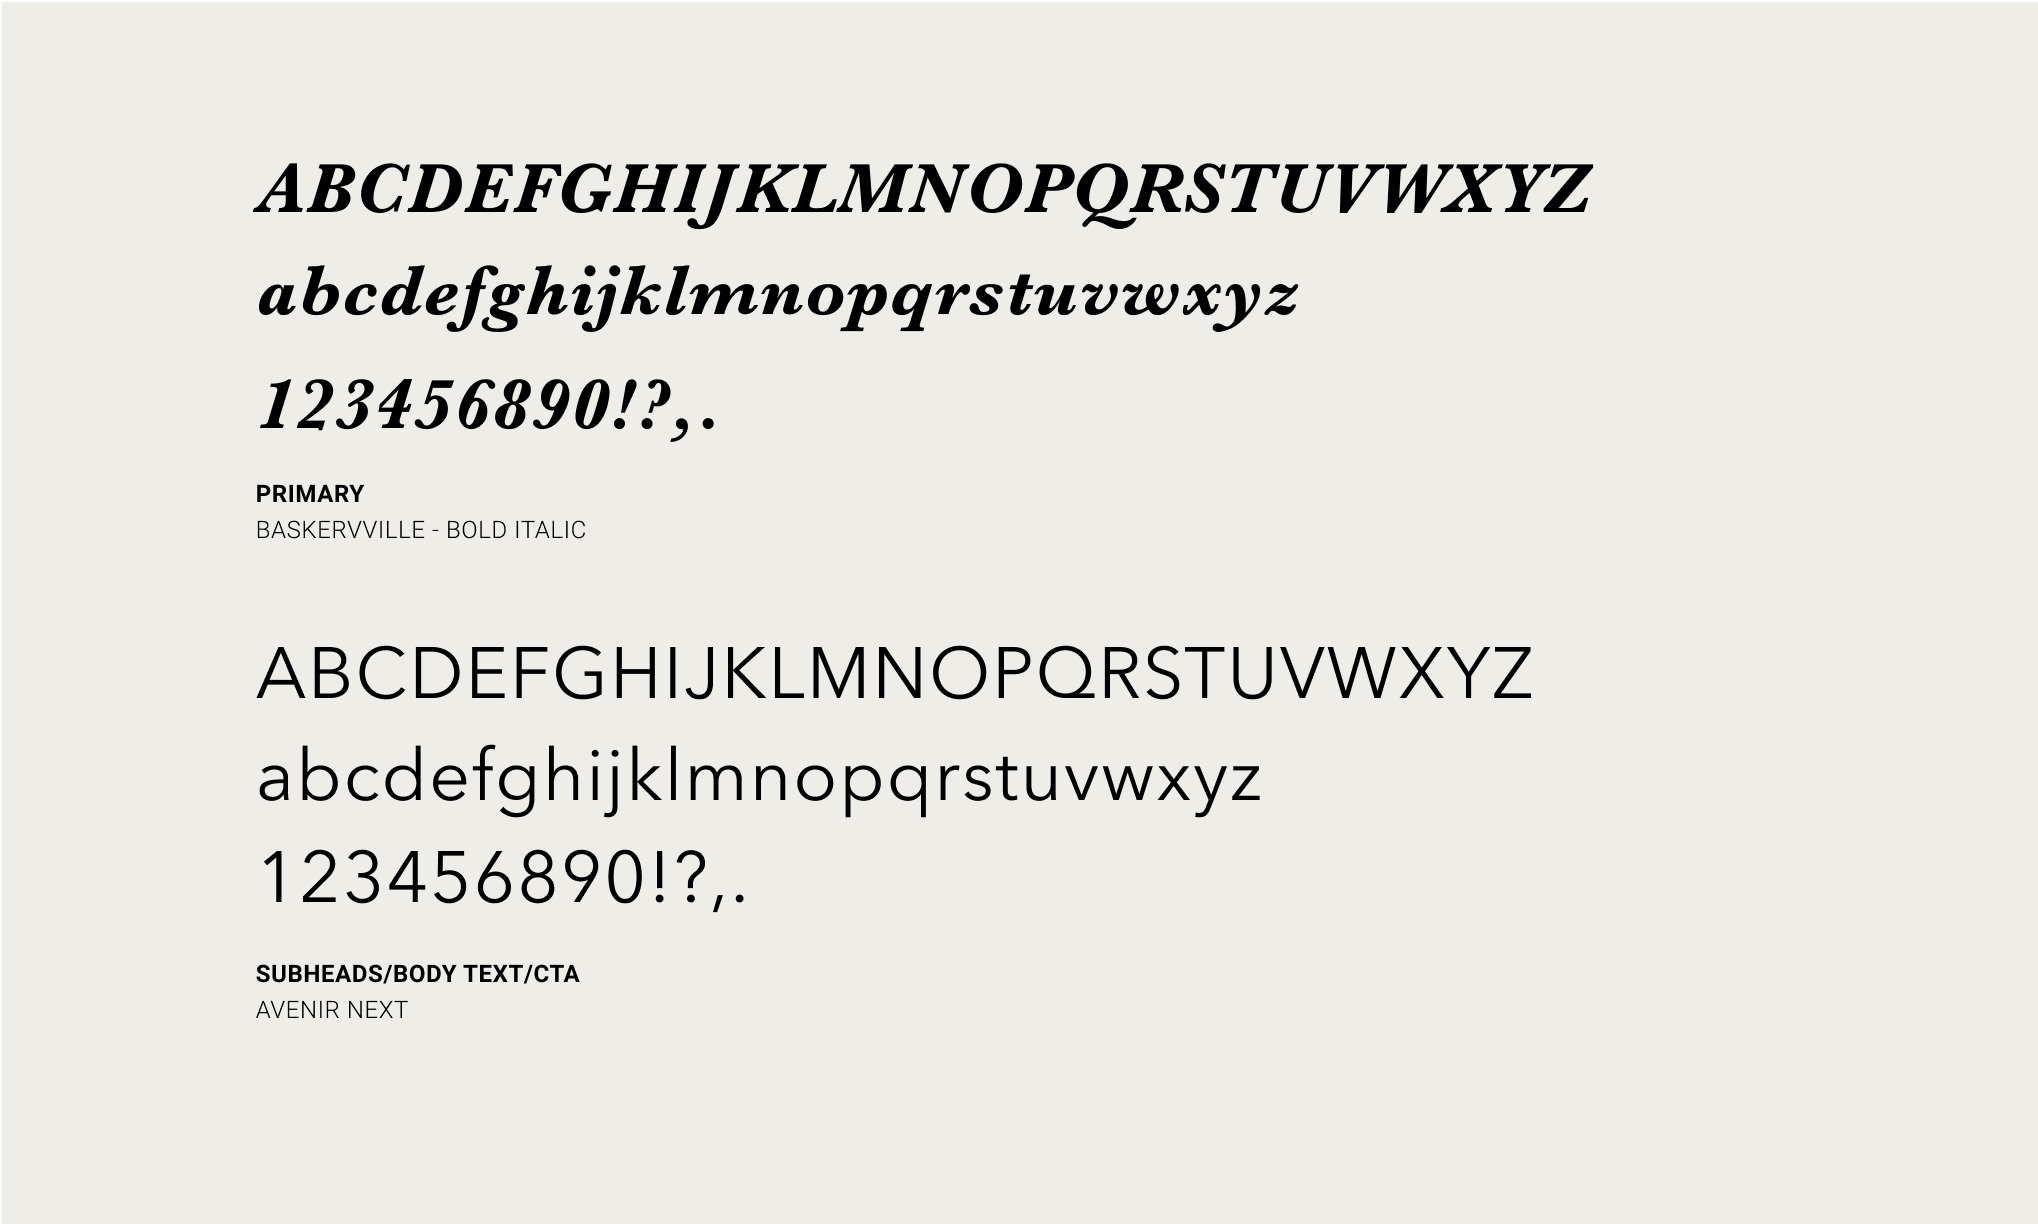 ABCDEFGHIJKLMNOPQRSTUVWXYZ
abcdefghijklmnopqrstuvwxyz
123456890!?,.
PRIMARY
BASKERVVILLE - BOLD ITALIC
ABCDEFGHIJKLMNOPQRSTUVWXYZ
abcdefghijklmnopqrstuvwxyz
123456890!?,.
SUBHEADS/BODY TEXT/CTA
AVENIR NEXT